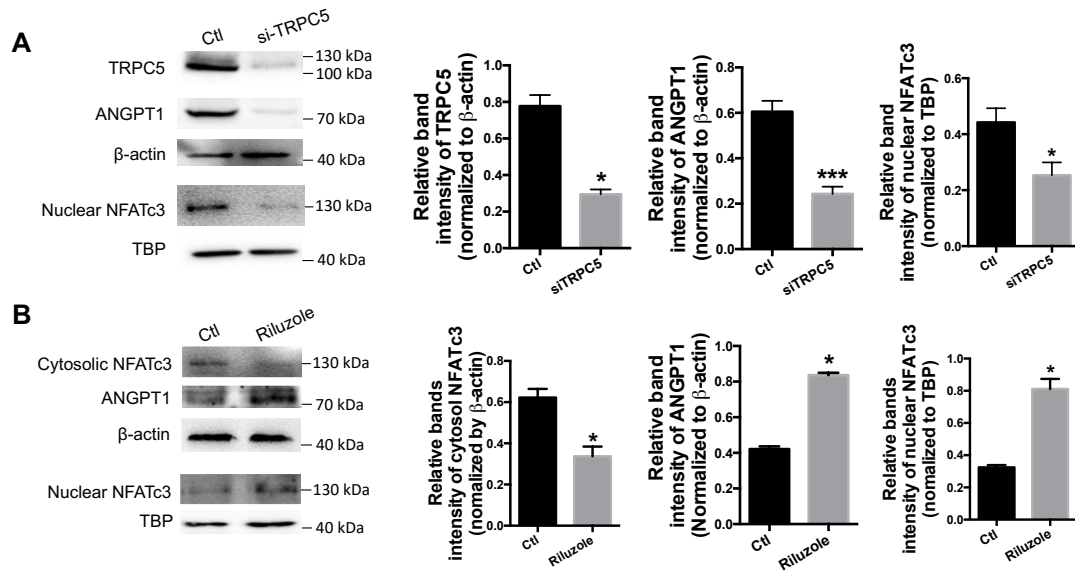 A
Ctl
si-TRPC5
TRPC5
130 kDa
100 kDa
ANGPT1
70 kDa
β-actin
40 kDa
Nuclear NFATc3
130 kDa
TBP
40 kDa
Relative band
intensity of TRPC5
(normalized to β-actin)
1.0
0.8
0.6
0.4
0.2
0.0
*
Ctl
siTRPC5
Relative band
intensity of ANGPT1
(normalized to β-actin)
0.8
0.6
0.4
0.2
0.0
***
Ctl
siTRPC5
Relative band
intensity of nuclear NFATc3
(normalized to TBP)
0.6
0.4
0.2
0.0
*
Ctl
siTRPC5
B
Ctl
Riluzole
Cytosolic NFATc3
130 kDa
ANGPT1
70 kDa
β-actin
40 kDa
Nuclear NFATc3
130 kDa
TBP
40 kDa
Relative bands
intensity of cytosol NFATc3
(nomalized by β-actin)
0.8
0.6
0.4
0.2
0.0
*
Ctl
Riluzole
Relative band
intensity of ANGPT1
(Normalized to β-actin)
1.0
0.8
0.6
0.4
0.2
0.0
*
Ctl
Riluzole
Relative bands
intensity of nuclear NFATc3
(nomalized to TBP)
1.0
0.8
0.6
0.4
0.2
0.0
*
Ctl
Riluzole